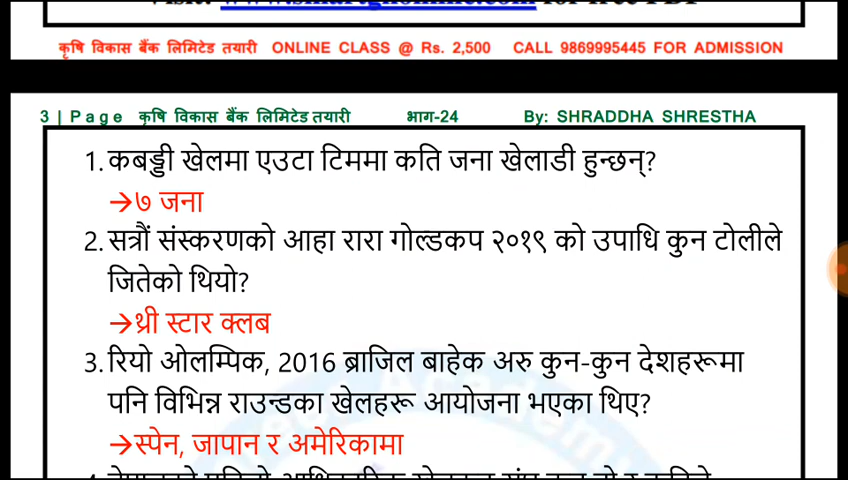 कृषि विकास बैंक लिमिटेड तयारी ONLINE CLASS @ Rs. 2,500 CALL 9869995445 FOR ADMISSION
3 | Page कृषि विकास बैंक लिमिटेड तयारी भाग-24 By: SHRADDHA SHRESTHA
1. कबड्डी खेलमा एउटा टिममा कति जना खेलाडी हुन्छन्?
→७ जना
2. सत्रौं संस्करणको आहा रारा गोल्डकप २०१९ को उपाधि कुन टोलीले
जितेको थियो?
→थ्री स्टार क्लब
3. रियो ओलम्पिक, 2016 ब्राजिल बाहेक अरु कुन-कुन देशहरूमा
पनि विभिन्न राउन्डका खेलहरू आयोजना भएका थिए?
→स्पेन, जापान र अमेरिकामा